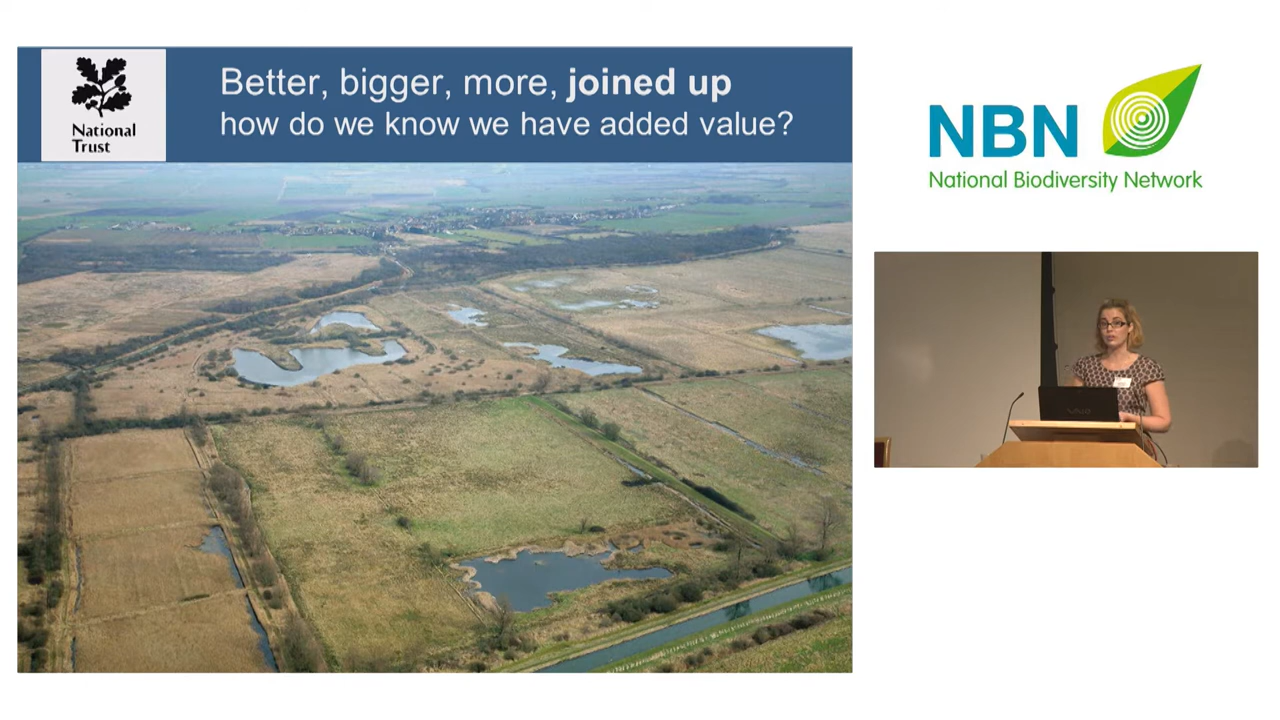 National
Trust
Better, bigger, more, joined up
how do we know we have added value?
NBN
National Biodiversity Network
VAIO